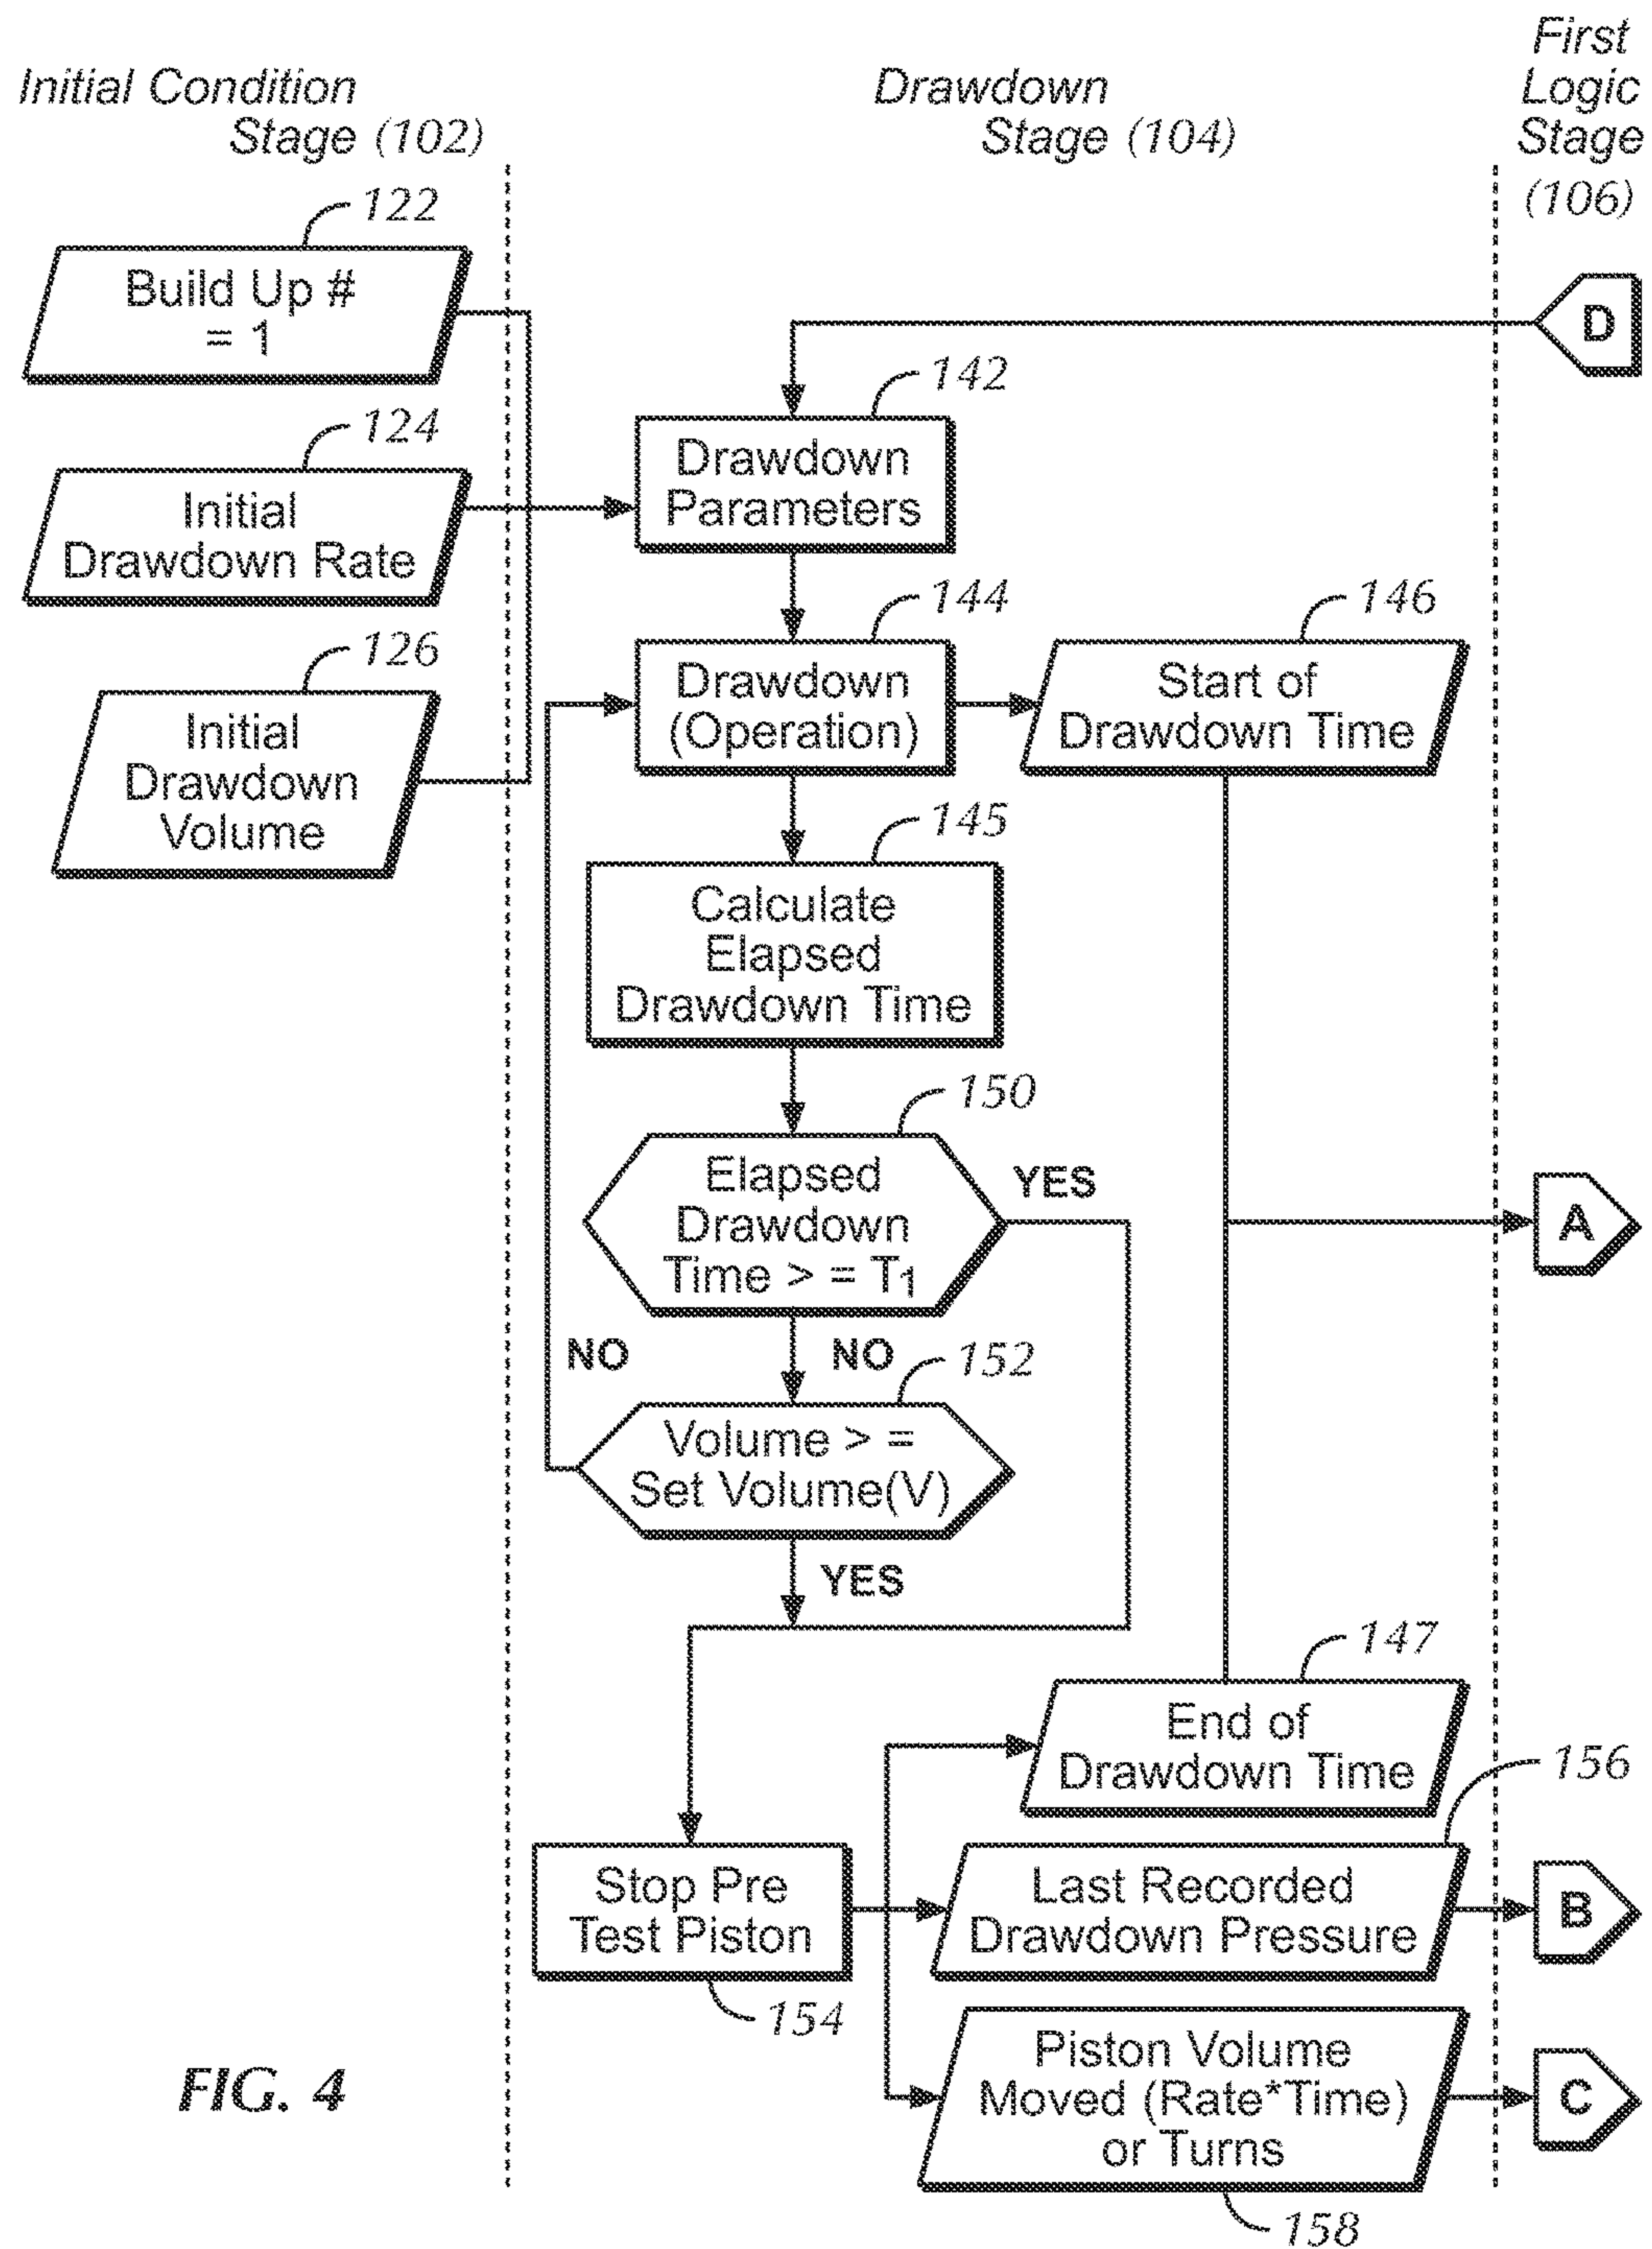 Initial Condition
Stage (102)
Drawdown
Stage (104)
First
Logic
Stage
(106)
122
Build Up #
= 1
D
124
Initial
Drawdown Rate
142
Drawdown
Parameters
126
Initial
Drawdown
Volume
144
Drawdown
(Operation)
146
Start of
Drawdown Time
145
Calculate
Elapsed
Drawdown Time
150
Elapsed
Drawdown
Time > = T1
YES
A
NO
NO
152
Volume > =
Set Volume(V)
YES
147
End of
Drawdown Time
156
Stop Pre
Test Piston
154
Last Recorded
Drawdown Pressure
B
Piston Volume
Moved (Rate*Time)
or Turns
C
158
FIG. 4